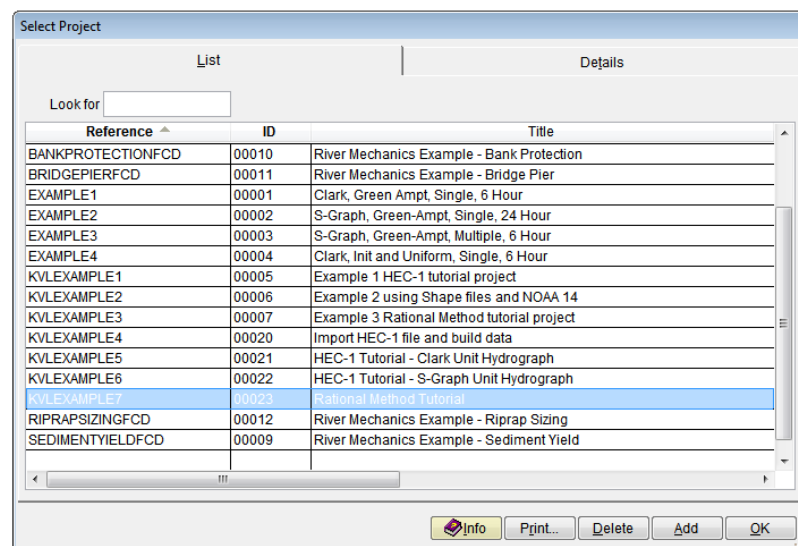 Select Project
List Details
Look for
Reference ID Title
BANKPROTECTIONFCD 00010 River Mechanics Example - Bank Protection
BRIDGEPIERFCD 00011 River Mechanics Example - Bridge Pier
EXAMPLE1 00001 Clark, Green Ampt, Single, 6 Hour
EXAMPLE2 00002 S-Graph, Green-Ampt, Single, 24 Hour
EXAMPLE3 00003 S-Graph, Green-Ampt, Multiple, 6 Hour
EXAMPLE4 00004 Clark, Init and Uniform, Single, 6 Hour
KVLEXAMPLE1 00005 Example 1 HEC-1 tutorial project
KVLEXAMPLE2 00006 Example 2 using Shape files and NOAA 14
KVLEXAMPLE3 00007 Example 3 Rational Method tutorial project
KVLEXAMPLE4 00020 Import HEC-1 file and build data
KVLEXAMPLE5 00021 HEC-1 Tutorial - Clark Unit Hydrograph
KVLEXAMPLE6 00022 HEC-1 Tutorial - S-Graph Unit Hydrograph
KVLEXAMPLE7 00023 Rational Method Tutorial
RIPRAPSIZINGFCD 00012 River Mechanics Example - Riprap Sizing
SEDIMENTYIELDFCD 00009 River Mechanics Example - Sediment Yield
Info Print... Delete Add OK